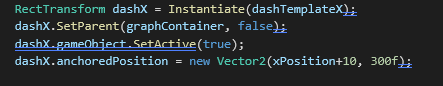 RectTransform dashX = Instantiate(dashTemplateX);
dashX.SetParent(graphContainer, false);
dashX.gameObject.SetActive(true);
dashX.anchoredPosition = new Vector2(xPosition+10, 300f);